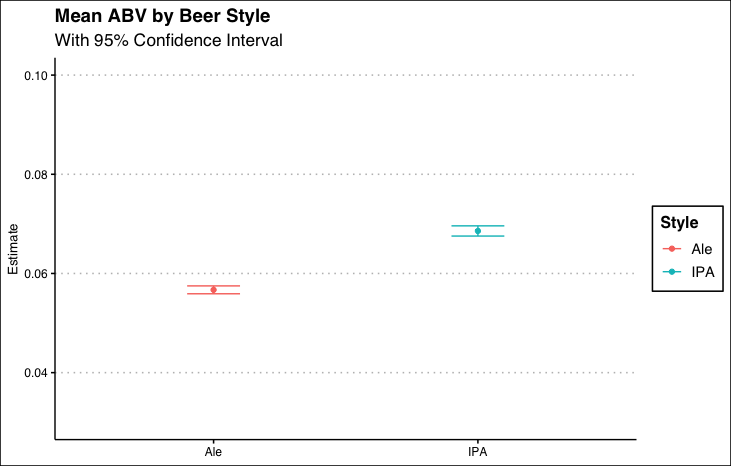 Mean ABV by Beer Style
With 95% Confidence Interval
0.10
0.08
0.06
0.04
Estimate
Ale
IPA
Style
Ale
IPA